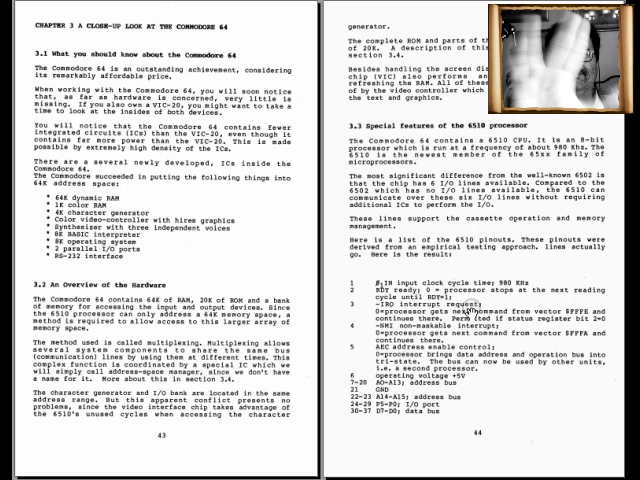 CHAPTER 3 A CLOSE-UP LOOK AT THE COMMODORE 64
3.1 What you should know about the Commodore 64
The Commodore 64 is an outstanding achievement, considering
its remarkably affordable price.
When working with the Commodore 64, you will soon notice
that, as far as hardware is concerned, very little is
missing. If you also own a VIC-20, you might want to take a
time to look at the insides of both devices.
You will notice that the Commodore 64 contains fewer
integrated circuits (ICs) than the VIC-20, even though it
contains far more power than the VIC-20. This is made
possible by extremely high density of the ICs.
There are a several newly developed, ICs inside the
Commodore 64.
The Commodore succeeded in putting the following things into
64K address space:
* 64K dynamic RAM
* 1K color RAM
* 4K character generator
* Color video-controller with hires graphics
* Synthesizer with three independent voices
* 8K BASIC interpreter
* 8K operating system
* 2 parallel I/O ports
* RS-232 interface
3.2 An Overview of the Hardware
The Commodore 64 contains 64K of RAM, 20K of ROM and a bank
of memory for accessing the input and output devices. Since
the 6510 processor can only address a 64K memory space, a
method is required to allow access to this larger array of
memory space.
The method used is called multiplexing. Multiplexing allows
several system components to share the same bus
(communication) lines by using them at different times. This
complex function is coordinated by a special IC which we
will simply call address-space manager, since we don't have
a name for it. More about this in section 3.4.
The character generator and I/O bank are located in the same
address range. But this apparent conflict presents no
problems, since the video interface chip takes advantage of
the 6510's unused cycles when accessing the character
43
generator.
The complete ROM and parts of th
of 20K. A description of this
section 3.4.
Besides handling the screen dis
chip (VIC) also performs an
refreshing the RAM. All of these
of by the video controller which
the text and graphics.
3.3 Special features of the 6510 processor
The Commodore 64 contains a 6510 CPU. It is an 8-bit
processor which is run at a frequency of about 980 Khz. The
6510 is the newest member of the 65xx family of
microprocessors.
The most significant difference from the well-known 6502 is
that the chip has 6 I/O lines available. Compared to the
6502 which has no I/O lines available, the 6510 can
communicate over these six I/O lines without requiring
additional ICs to perform the I/O.
These lines support the cassette operation and memory
management.
Here is a list of the 6510 pinouts. These pinouts were
derived from an empirical testing approach. lines actually
go. Here is the result:
1 IN input clock cycle time; 980 KHz
2 RDY ready; 0 = processor stops at the next reading
cycle until RDY=1;
3 -IRQ interrupt request;
0=processor gets next command from vector $FFFE and
continues there. if status register bit 2=0
4 -NMI non-maskable interrupt;
0=processor gets next command from vector $FFFA and
continues there.
5 AEC address enable control;
0=processor brings data address and operation bus into
tri-state. The bus can now be used by other units,
i.e. a second processor.
6 operating voltage +5V
7-20 A0-A13; address bus
21 GND
22-23 A14-A15; address bus
24-29 P5-P0; I/O port
30-37 D7-D0; data bus
44